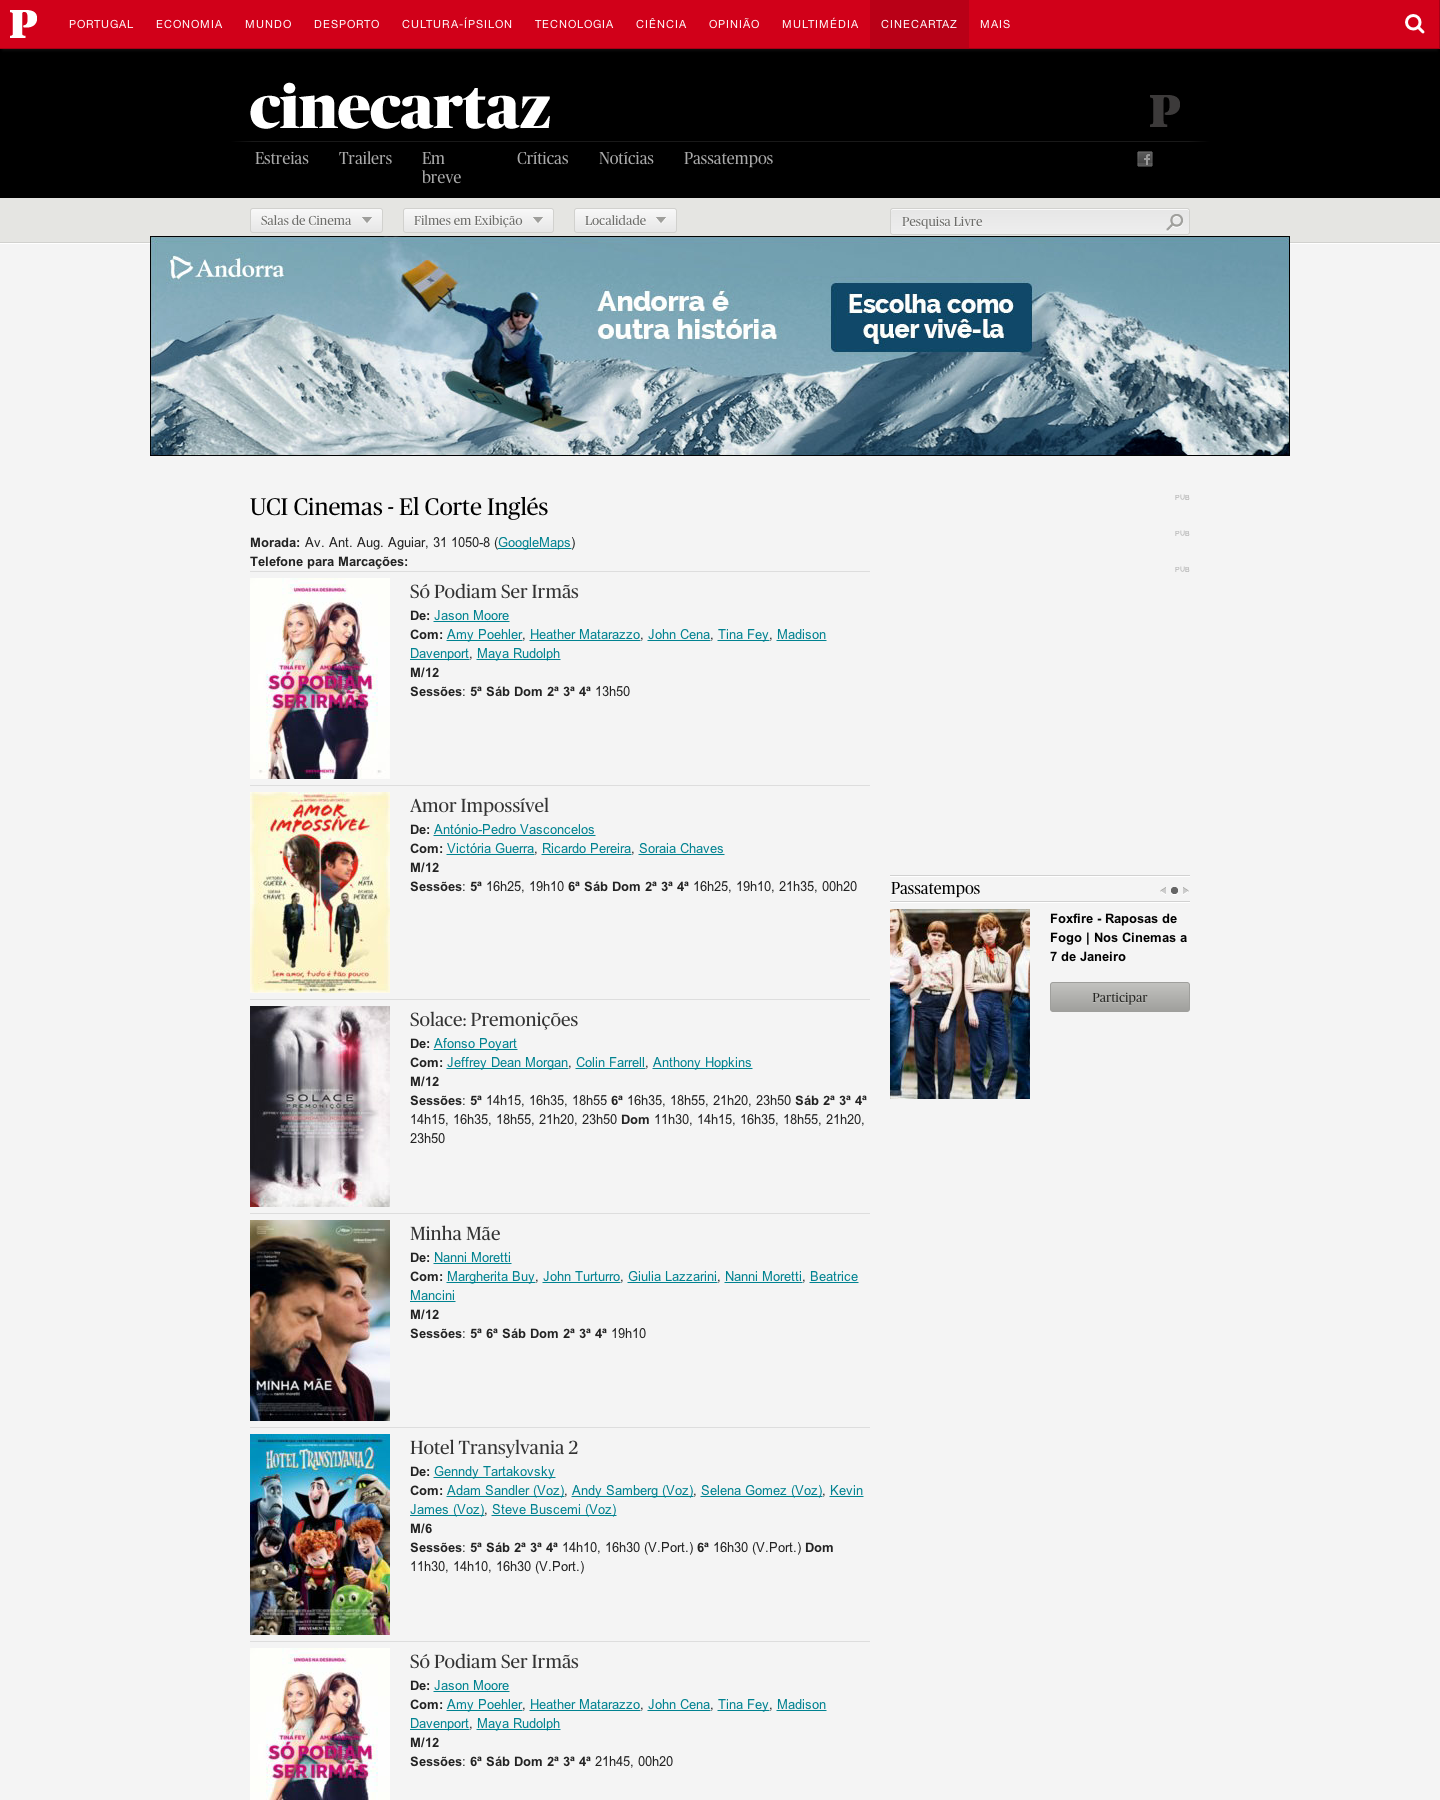 P
PORTUGAL ECONOMIA MUNDO DESPORTO CULTURA-ÍPSILON TECNOLOGIA CIÊNCIA OPINIÃO MULTIMÉDIA CINECARTAZ MAIS
cinecartaz
P
Estreias Trailers Em breve Críticas Notícias Passatempos
Salas de Cinema Filmes em Exibição Localidade Pesquisa Livre
Andorra
Andorra é
outra história
Escolha como
quer vivê-la
UCI Cinemas - El Corte Inglés
Morada: Av. Ant. Aug. Aguiar, 31 1050-8 (GoogleMaps)
Telefone para Marcações:
UNIDAS NA DESBUNDA.
TINA FEY
SÓ PODIAM
SER IRMÃS
Só Podiam Ser Irmãs
De: Jason Moore
Com: Amy Poehler, Heather Matarazzo, John Cena, Tina Fey, Madison
Davenport, Maya Rudolph
M/12
Sessões: 5ª Sáb Dom 2ª 3ª 4ª 13h50
AMOR
IMPOSSÍVEL
VICTORIA
GUERRA
JOSÉ
MATA
SORAIA
CHAVES
RICARDO
PEREIRA
Sem amor, tudo é tão pouco
Amor Impossível
De: António-Pedro Vasconcelos
Com: Victória Guerra, Ricardo Pereira, Soraia Chaves
M/12
Sessões: 5ª 16h25, 19h10 6ª Sáb Dom 2ª 3ª 4ª 16h25, 19h10, 21h35, 00h20
SOLACE
PREMONIÇÕES
Solace: Premonições
De: Afonso Poyart
Com: Jeffrey Dean Morgan, Colin Farrell, Anthony Hopkins
M/12
Sessões: 5ª 14h15, 16h35, 18h55 6ª 16h35, 18h55, 21h20, 23h50 Sáb 2ª 3ª 4ª
14h15, 16h35, 18h55, 21h20, 23h50 Dom 11h30, 14h15, 16h35, 18h55, 21h20,
23h50
MINHA MÃE
Minha Mãe
De: Nanni Moretti
Com: Margherita Buy, John Turturro, Giulia Lazzarini, Nanni Moretti, Beatrice
Mancini
M/12
Sessões: 5ª 6ª Sáb Dom 2ª 3ª 4ª 19h10
HOTEL TRANSYLVANIA 2
Hotel Transylvania 2
De: Genndy Tartakovsky
Com: Adam Sandler (Voz), Andy Samberg (Voz), Selena Gomez (Voz), Kevin
James (Voz), Steve Buscemi (Voz)
M/6
Sessões: 5ª Sáb 2ª 3ª 4ª 14h10, 16h30 (V.Port.) 6ª 16h30 (V.Port.) Dom
11h30, 14h10, 16h30 (V.Port.)
UNIDAS NA DESBUNDA.
TINA FEY
SÓ PODIAM
SER IRMÃS
Só Podiam Ser Irmãs
De: Jason Moore
Com: Amy Poehler, Heather Matarazzo, John Cena, Tina Fey, Madison
Davenport, Maya Rudolph
M/12
Sessões: 6ª Sáb Dom 2ª 3ª 4ª 21h45, 00h20
PUB
PUB
PUB
Passatempos
Foxfire - Raposas de
Fogo | Nos Cinemas a
7 de Janeiro
Participar